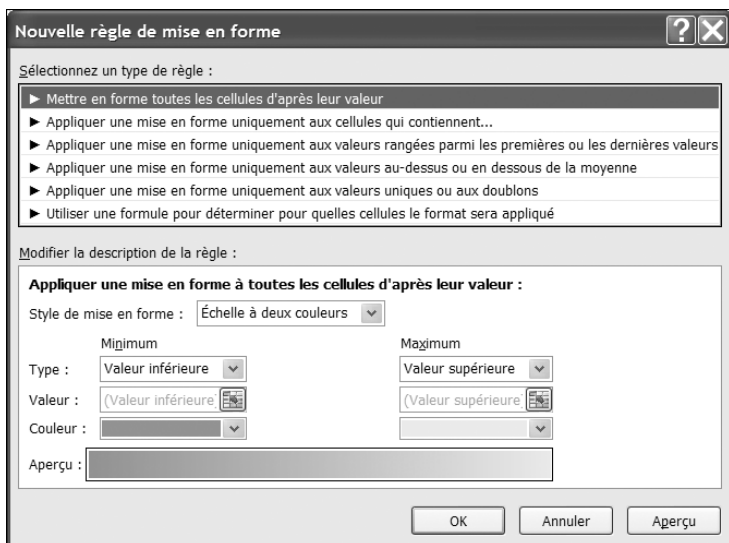 Nouvelle règle de mise en forme
Sélectionnez un type de règle :
► Mettre en forme toutes les cellules d'après leur valeur
► Appliquer une mise en forme uniquement aux cellules qui contiennent...
► Appliquer une mise en forme uniquement aux valeurs rangées parmi les premières ou les dernières valeurs
► Appliquer une mise en forme uniquement aux valeurs au-dessus ou en dessous de la moyenne
► Appliquer une mise en forme uniquement aux valeurs uniques ou aux doublons
► Utiliser une formule pour déterminer pour quelles cellules le format sera appliqué
Modifier la description de la règle :
Appliquer une mise en forme à toutes les cellules d'après leur valeur :
Style de mise en forme : Échelle à deux couleurs
Minimum Maximum
Type : Valeur inférieure Valeur supérieure
Valeur : (Valeur inférieure) (Valeur supérieure)
Couleur :
Aperçu :
OK Annuler Aperçu